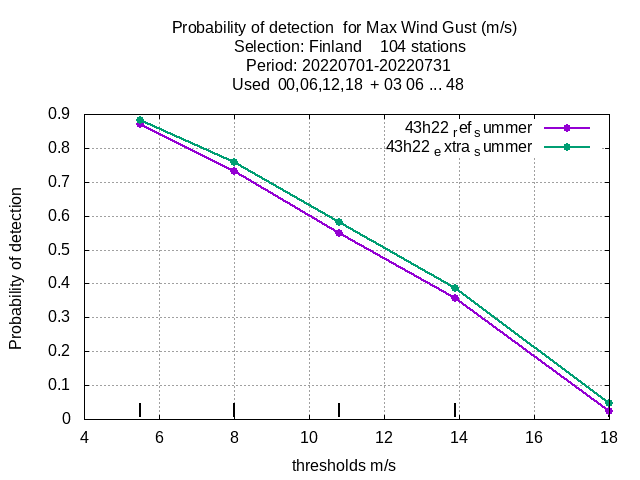 Probability of detection for Max Wind Gust (m/s)
Selection: Finland 104 stations
Period: 20220701-20220731
Used 00,06,12,18 + 03 06 ... 48
43h22 ref summer
43h22 extra summer
0.9
0.8
0.7
0.6
0.5
0.4
0.3
0.2
0.1
0
Probability of detection
4 6 8 10 12 14 16 18
thresholds m/s